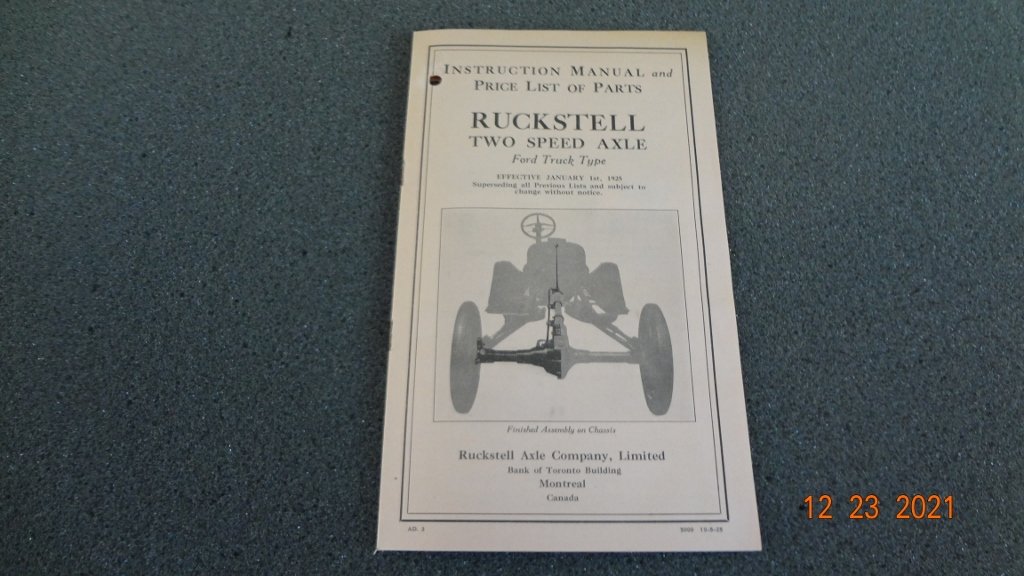 INSTRUCTION MANUAL and
PRICE LIST OF PARTS
RUCKSTELL
TWO SPEED AXLE
Ford Truck Type
EFFECTIVE JANUARY 1st, 1925
Superseding all Previous Lists and subject to
change without notice.
Finished Assembly on Chassis
Ruckstell Axle Company, Limited
Bank of Toronto Building
Montreal
Canada
AD. 3
12 23 2021